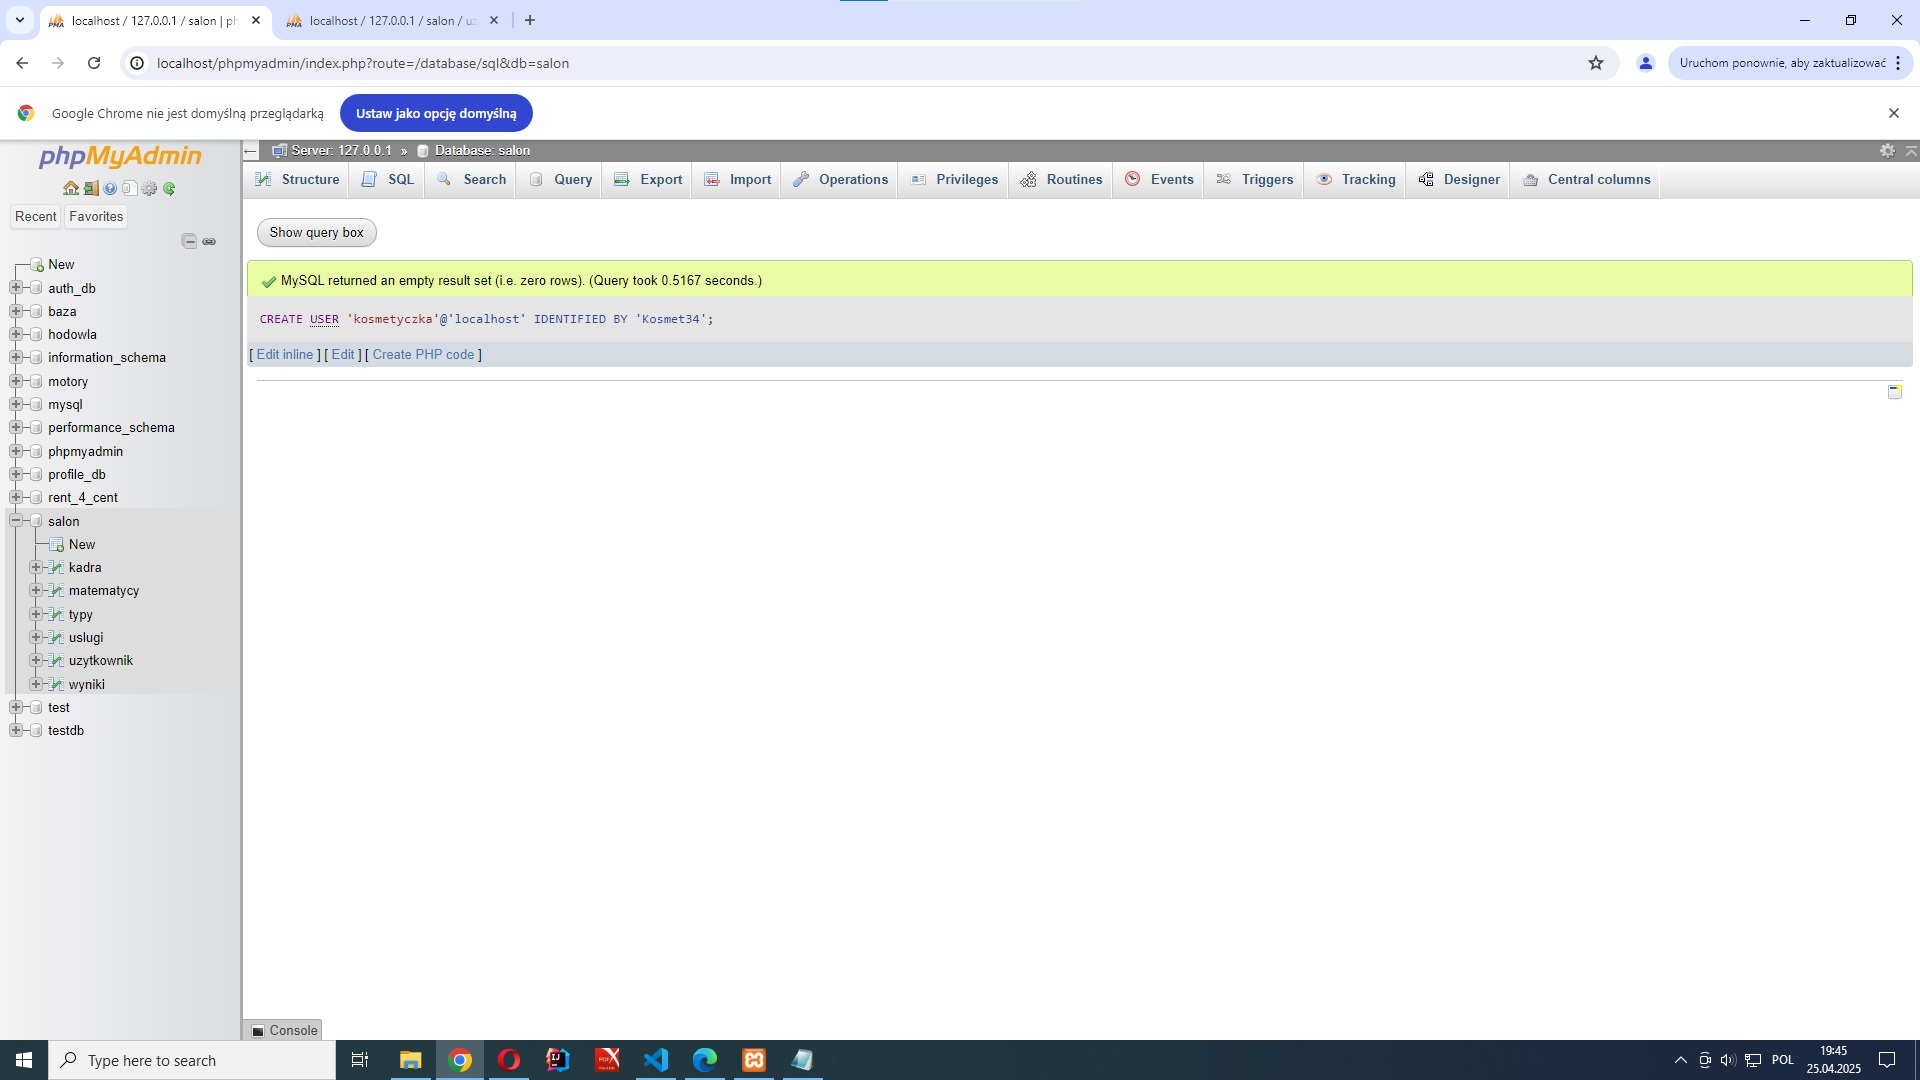 localhost / 127.0.0.1 / salon | ph
localhost / 127.0.0.1 / salon / uz
localhost/phpmyadmin/index.php?route=/database/sql&db=salon
Uruchom ponownie, aby zaktualizować
Google Chrome nie jest domyślną przeglądarką
Ustaw jako opcję domyślną
phpMyAdmin
Recent
Favorites
New
auth_db
baza
hodowla
information_schema
motory
mysql
performance_schema
phpmyadmin
profile_db
rent_4_cent
salon
New
kadra
matematycy
typy
uslugi
uzytkownik
wyniki
test
testdb
Server: 127.0.0.1 » Database: salon
Structure SQL Search Query Export Import Operations Privileges Routines Events Triggers Tracking Designer Central columns
Show query box
MySQL returned an empty result set (i.e. zero rows). (Query took 0.5167 seconds.)
CREATE USER 'kosmetyczka'@'localhost' IDENTIFIED BY 'Kosmet34';
[ Edit inline ] [ Edit ] [ Create PHP code ]
Console
Type here to search
POL
19:45
25.04.2025